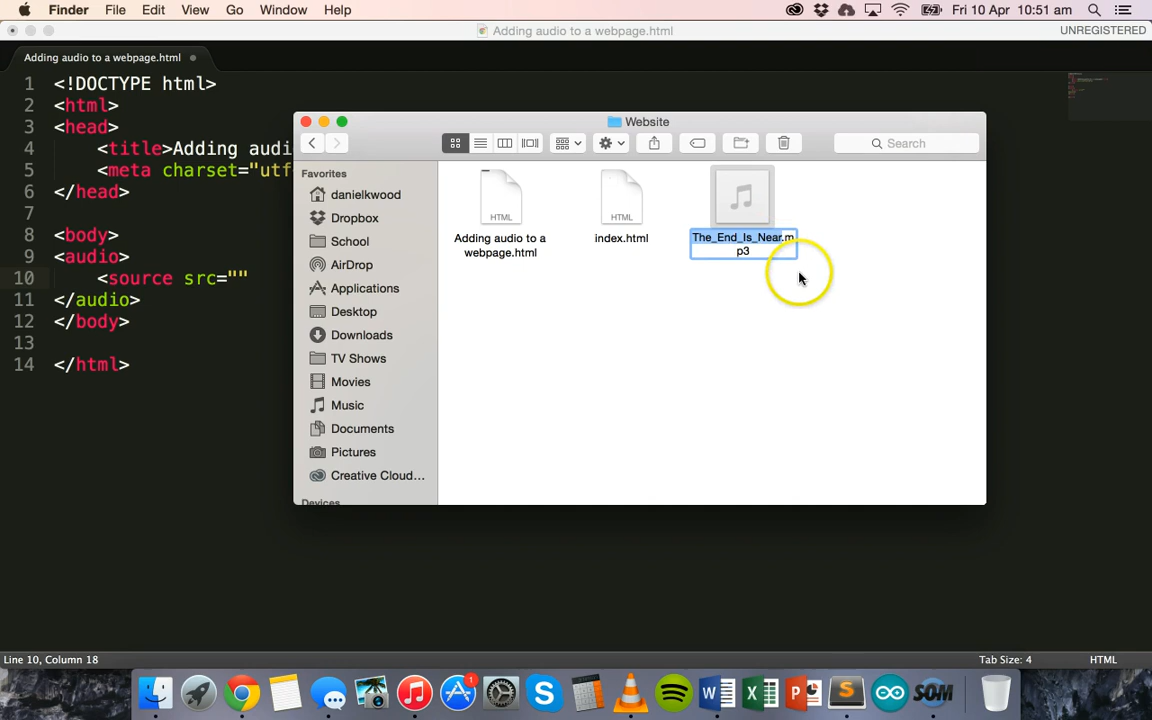 Finder File Edit View Go Window Help Fri 10 Apr 10:51 am
Adding audio to a webpage.html UNREGISTERED
Adding audio to a webpage.html
1 <!DOCTYPE html>
2 <html>
3 <head>
4 <title>Adding audi
5 <meta charset="utf
6 </head>
7
8 <body>
9 <audio>
10 <source src=""
11 </audio>
12 </body>
13
14 </html>
Website
Search
Favorites
danielkwood
Dropbox
School
AirDrop
Applications
Desktop
Downloads
TV Shows
Movies
Music
Documents
Pictures
Creative Cloud...
Devices
HTML
Adding audio to a
webpage.html
HTML
index.html
The_End_Is_Near.m
p3
Line 10, Column 18 Tab Size: 4 HTML
1
SOM